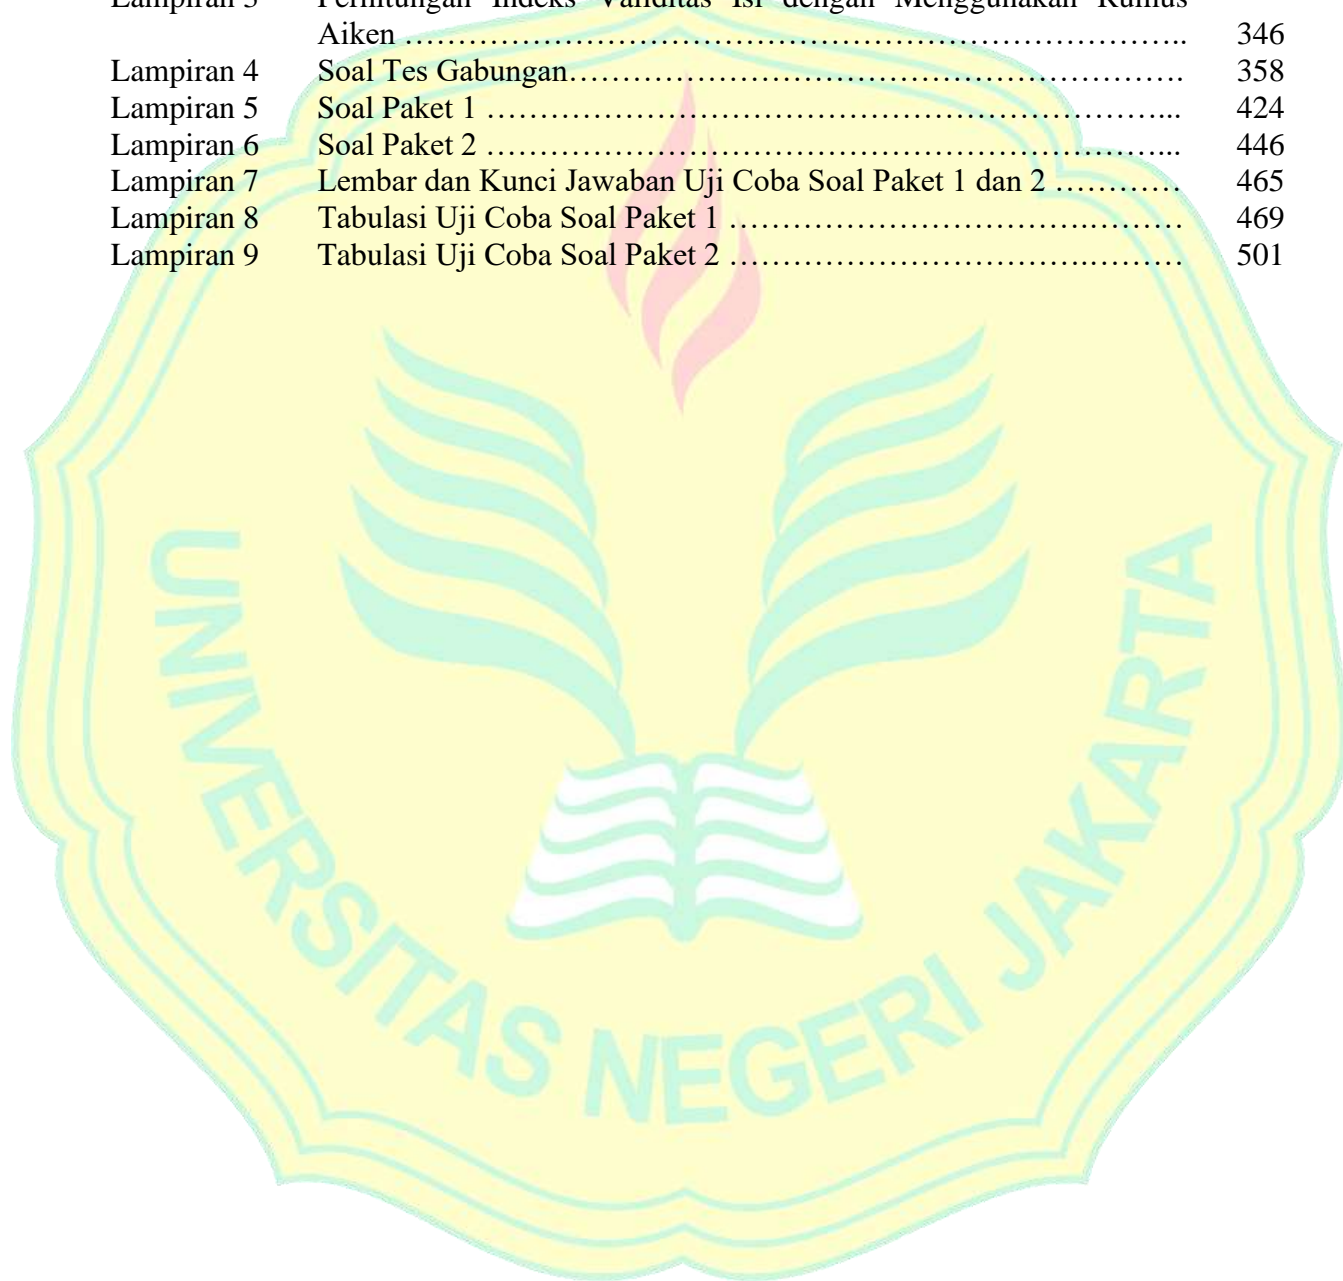 Lampiran 3 Perhitungan Indeks Validitas Isi dengan Menggunakan Rumus
Aiken ……………………………………………………………….. 346
Lampiran 4 Soal Tes Gabungan…………………………………………………. 358
Lampiran 5 Soal Paket 1 ………………………………………………………... 424
Lampiran 6 Soal Paket 2 ………………………………………………………... 446
Lampiran 7 Lembar dan Kunci Jawaban Uji Coba Soal Paket 1 dan 2 ………… 465
Lampiran 8 Tabulasi Uji Coba Soal Paket 1 …………………………….……… 469
Lampiran 9 Tabulasi Uji Coba Soal Paket 2 …………………………….……… 501
UNIVERSITAS NEGERI JAKARTA